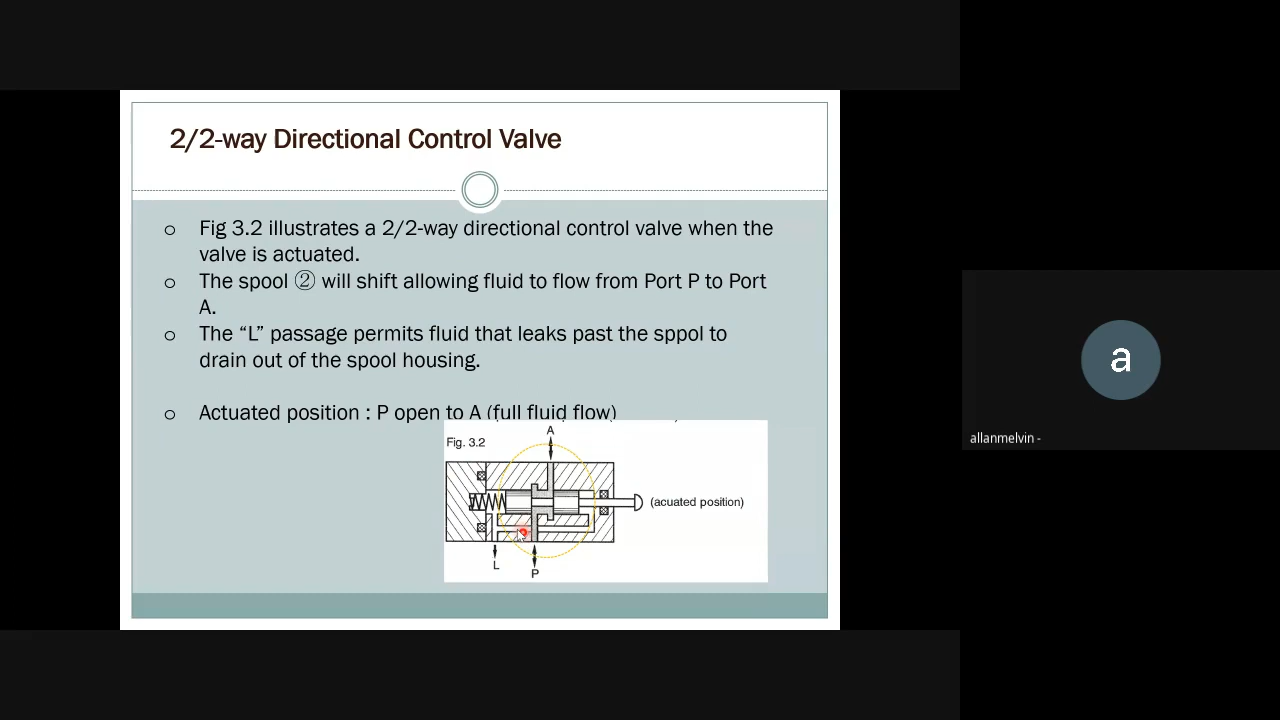 2/2-way Directional Control Valve
o Fig 3.2 illustrates a 2/2-way directional control valve when the
valve is actuated.
o The spool ② will shift allowing fluid to flow from Port P to Port
A.
o The “L” passage permits fluid that leaks past the sppol to
drain out of the spool housing.
o Actuated position : P open to A (full fluid flow)
A
Fig. 3.2
(acuated position)
L
P
a
allanmelvin -